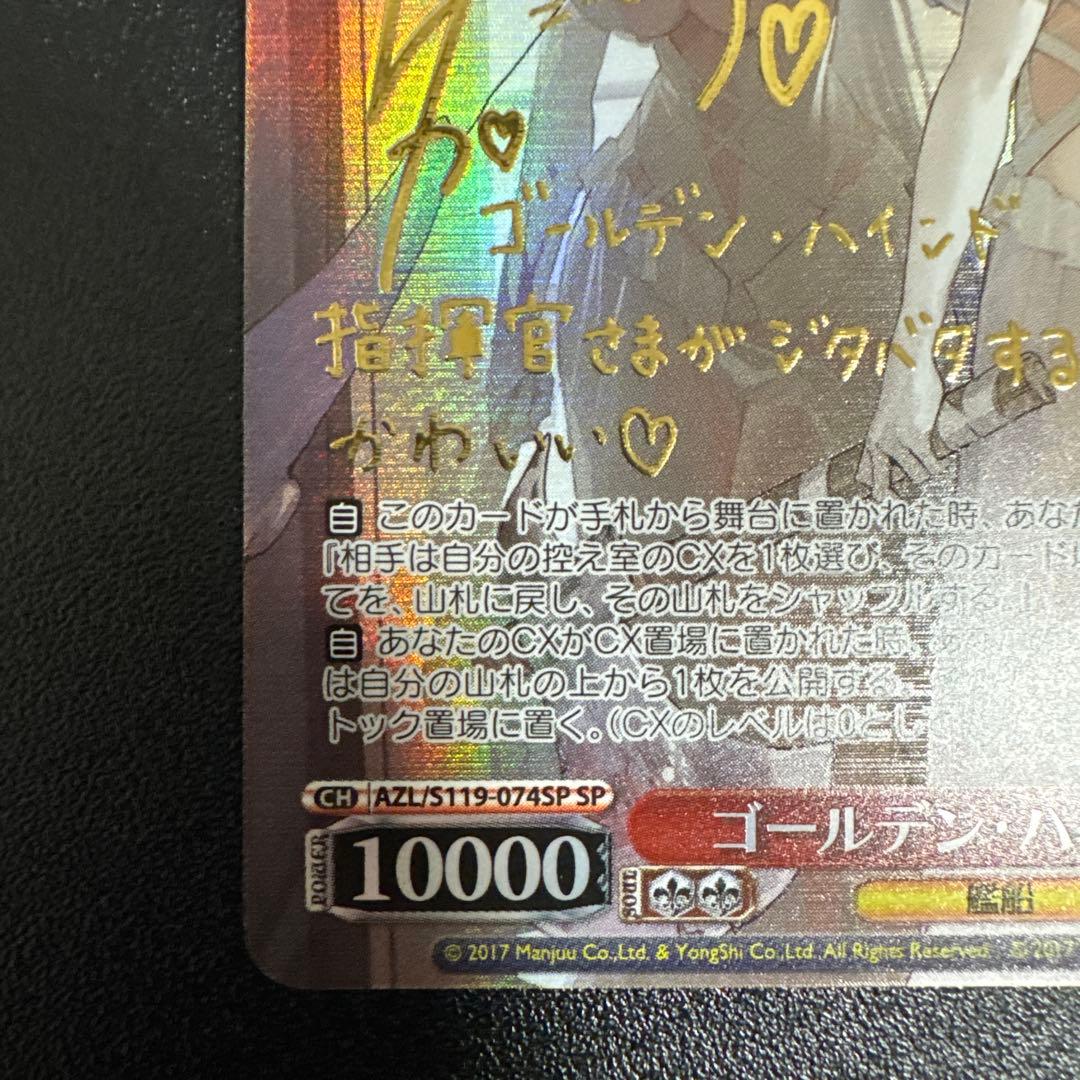 ゴールデン・ハインド
指揮官さまがジタバタする
かわいい♡
自 このカードが手札から舞台に置かれた時、あなた
『相手は自分の控え室のCXを1枚選び、そのカード以
てを、山札に戻し、その山札をシャッフルする。』
自 あなたのCXがCX置場に置かれた時、あなた
は自分の山札の上から1枚を公開する。
トック置場に置く。(CXのレベルは0とし
CH AZL/S119-074SP SP
POWER 10000 ゴールデン・ハ
SOUL
© 2017 Manjuu Co.,Ltd. & YongShi Co.,Ltd. All Rights Reserved. © 2017